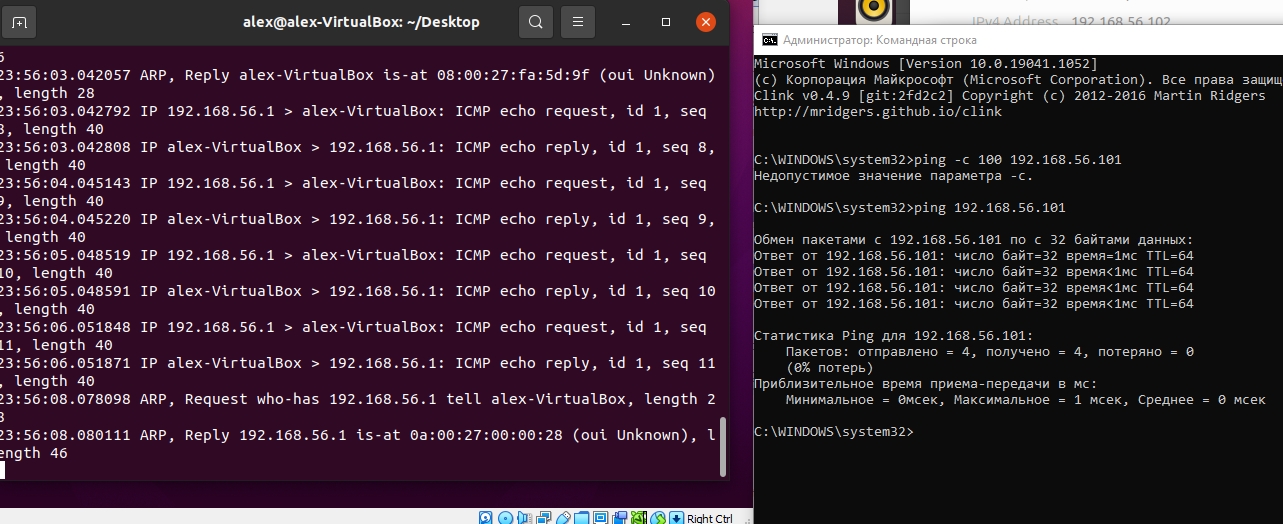 alex@alex-VirtualBox: ~/Desktop
6
23:56:03.042057 ARP, Reply alex-VirtualBox is-at 08:00:27:fa:5d:9f (oui Unknown)
, length 28
23:56:03.042792 IP 192.168.56.1 > alex-VirtualBox: ICMP echo request, id 1, seq
8, length 40
23:56:03.042808 IP alex-VirtualBox > 192.168.56.1: ICMP echo reply, id 1, seq 8,
 length 40
23:56:04.045143 IP 192.168.56.1 > alex-VirtualBox: ICMP echo request, id 1, seq
9, length 40
23:56:04.045220 IP alex-VirtualBox > 192.168.56.1: ICMP echo reply, id 1, seq 9,
 length 40
23:56:05.048519 IP 192.168.56.1 > alex-VirtualBox: ICMP echo request, id 1, seq
10, length 40
23:56:05.048591 IP alex-VirtualBox > 192.168.56.1: ICMP echo reply, id 1, seq 10
, length 40
23:56:06.051848 IP 192.168.56.1 > alex-VirtualBox: ICMP echo request, id 1, seq
11, length 40
23:56:06.051871 IP alex-VirtualBox > 192.168.56.1: ICMP echo reply, id 1, seq 11
, length 40
23:56:08.078098 ARP, Request who-has 192.168.56.1 tell alex-VirtualBox, length 2
8
23:56:08.080111 ARP, Reply 192.168.56.1 is-at 0a:00:27:00:00:28 (oui Unknown), l
ength 46
Right Ctrl
IPv4 Address 192.168.56.102
Администратор: Командная строка
Microsoft Windows [Version 10.0.19041.1052]
(c) Корпорация Майкрософт (Microsoft Corporation). Все права защищ
Clink v0.4.9 [git:2fd2c2] Copyright (c) 2012-2016 Martin Ridgers
http://mridgers.github.io/clink
C:\WINDOWS\system32>ping -c 100 192.168.56.101
Недопустимое значение параметра -c.
C:\WINDOWS\system32>ping 192.168.56.101
Обмен пакетами с 192.168.56.101 по с 32 байтами данных:
Ответ от 192.168.56.101: число байт=32 время=1мс TTL=64
Ответ от 192.168.56.101: число байт=32 время<1мс TTL=64
Ответ от 192.168.56.101: число байт=32 время<1мс TTL=64
Ответ от 192.168.56.101: число байт=32 время<1мс TTL=64
Статистика Ping для 192.168.56.101:
Пакетов: отправлено = 4, получено = 4, потеряно = 0
(0% потерь)
Приблизительное время приема-передачи в мс:
Минимальное = 0мсек, Максимальное = 1 мсек, Среднее = 0 мсек
C:\WINDOWS\system32>